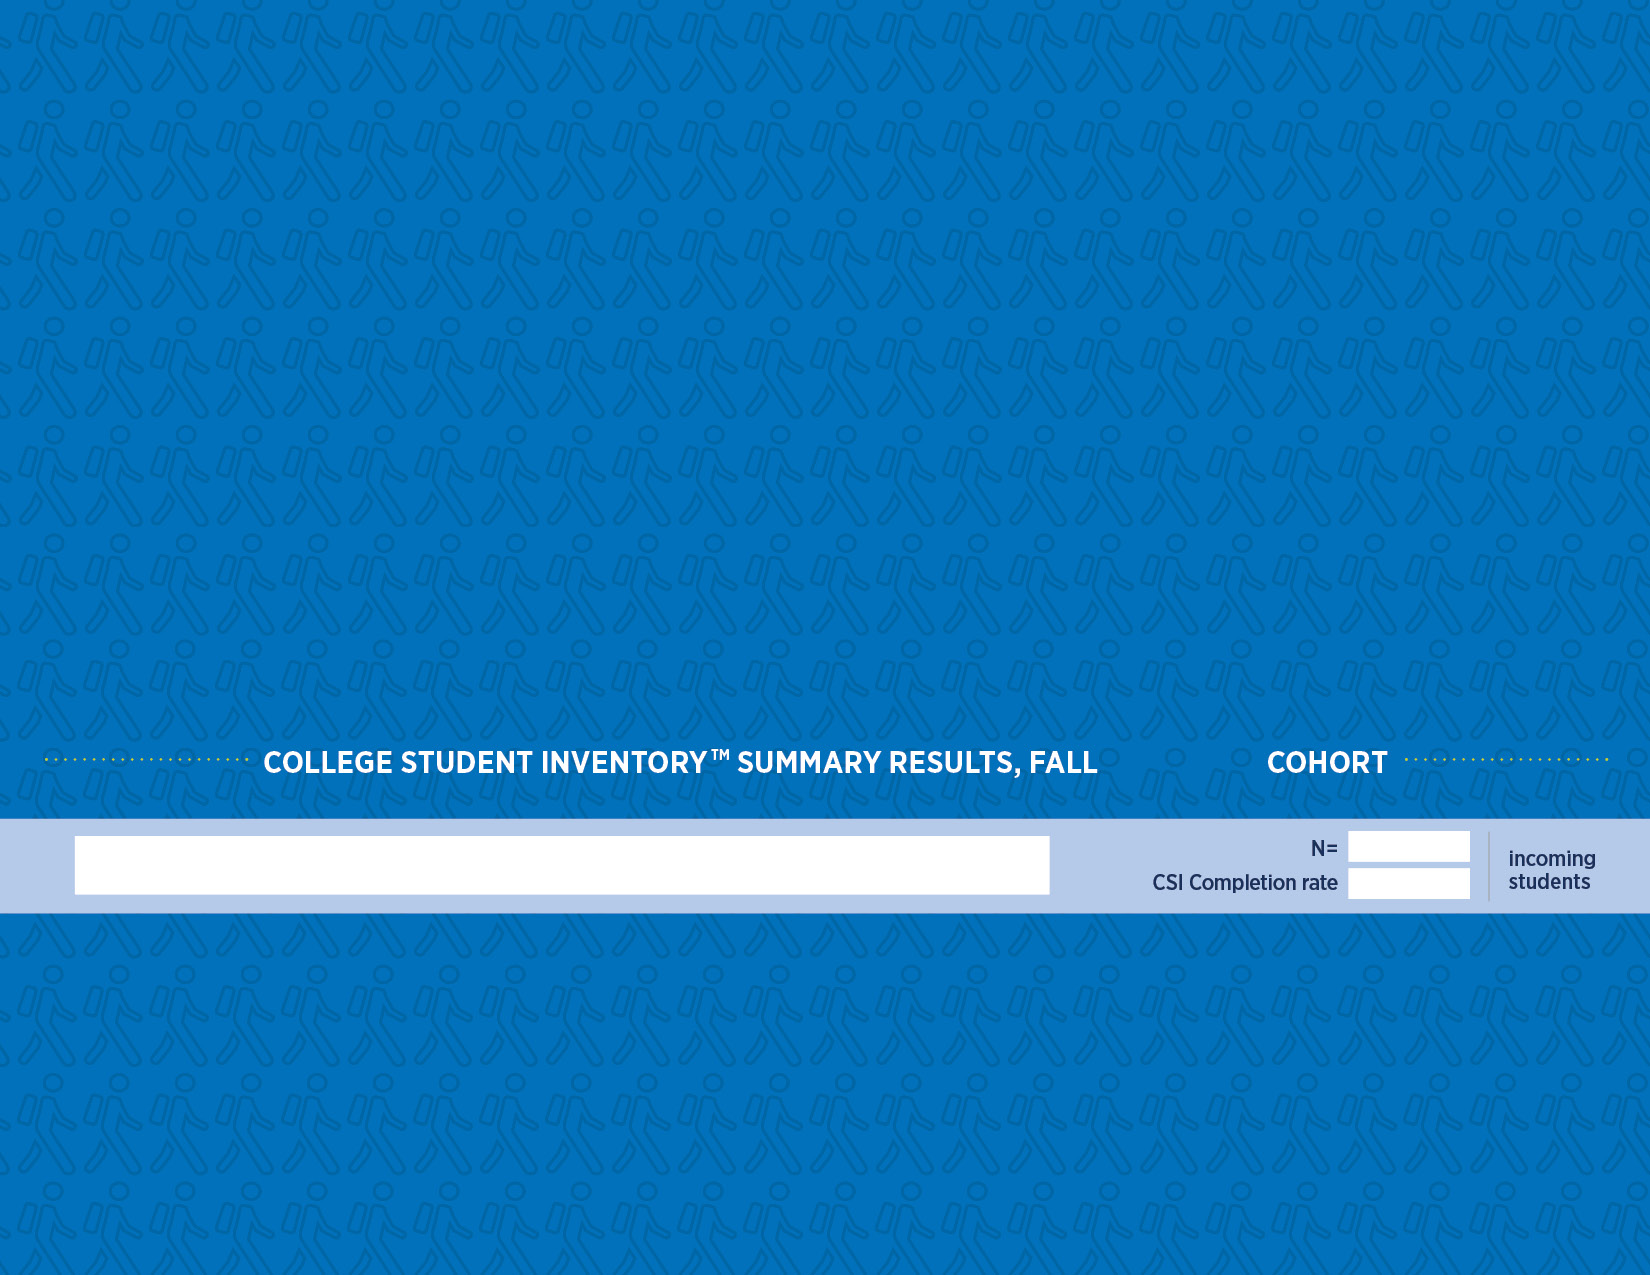 COLLEGE STUDENT INVENTORY™ SUMMARY RESULTS, FALL COHORT
N=
CSI Completion rate
incoming
students